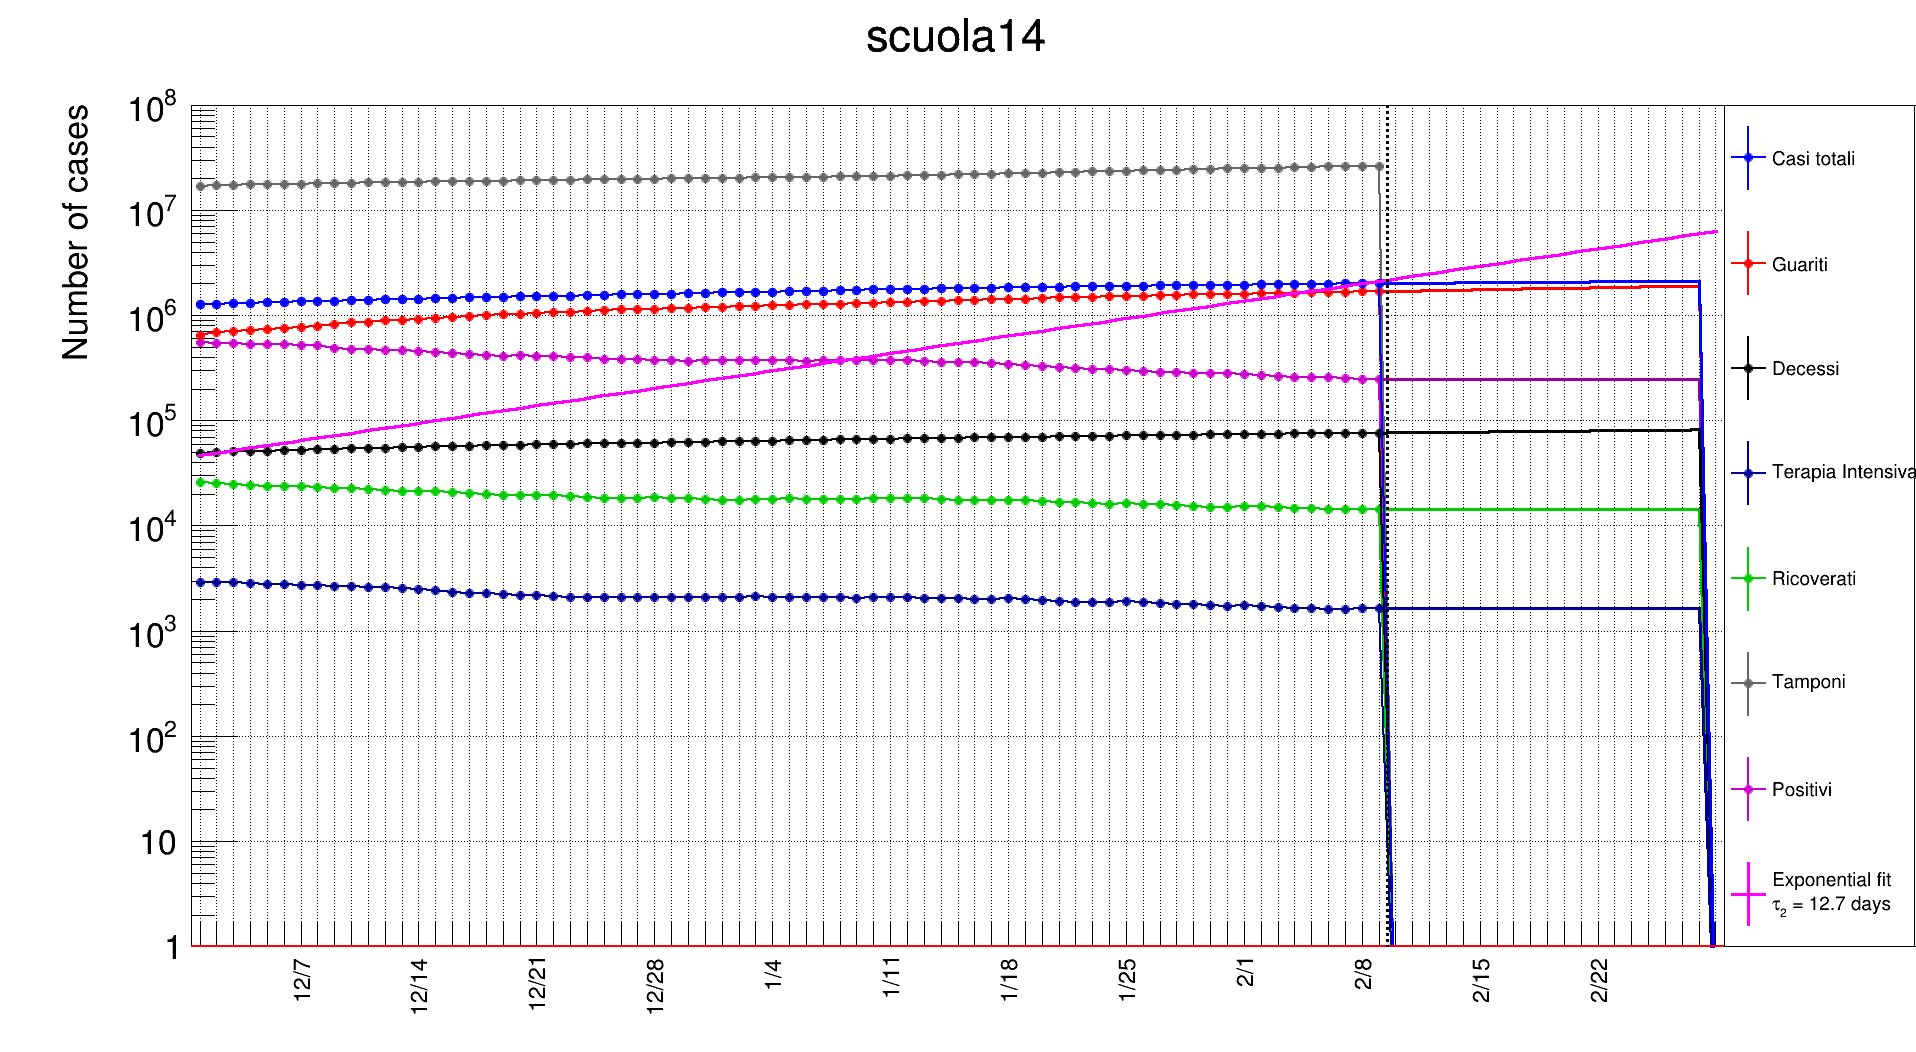 scuola14
Number of cases
10^8
10^7
10^6
10^5
10^4
10^3
10^2
10
1
12/7
12/14
12/21
12/28
1/4
1/11
1/18
1/25
2/1
2/8
2/15
2/22
Casi totali
Guariti
Decessi
Terapia Intensiva
Ricoverati
Tamponi
Positivi
Exponential fit
τ₂ = 12.7 days